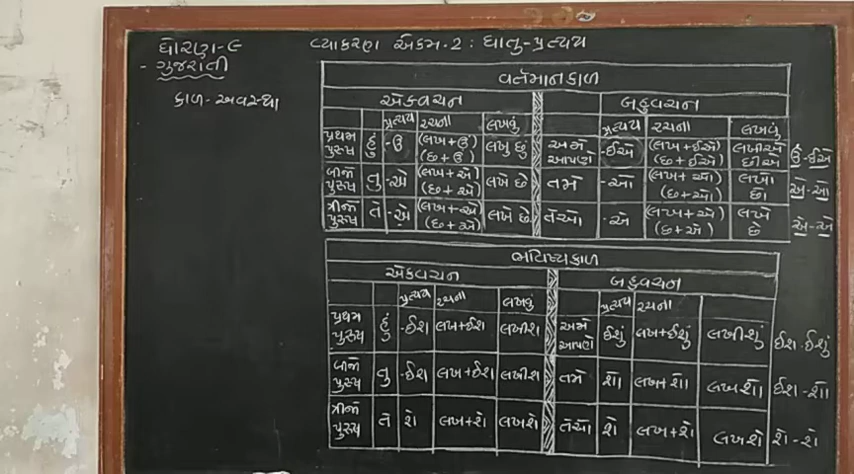 ધોરણ-૯
- ગુજરાતી
કાળ-અવસ્થા
વ્યાકરણ એકમ-2 : ધાતુ-પ્રત્યય
વર્તમાનકાળ
એકવચન બહુવચન
પ્રત્યય રચના લખવું પ્રત્યય રચના લખવું
પ્રથમ પુરુષ હું -ઉં (લખ+ઉં) (છ+ઉં) લખુ છું અમે આપણે -ઈએ (લખ+ઈએ) (છ+ઈએ) લખીએ છીએ ઉં-ઈએ
બીજો પુરુષ તુ -એ (લખ+એ) (છ+એ) લખે છે તમે -ઓ (લખ+ઓ) (છ+ઓ) લખો છો એ-ઓ
ત્રીજો પુરુષ તે -એ (લખ+એ) (છ+એ) લખે છે તેઓ -એ (લખ+એ) (છ+એ) લખે છે એ-એ
ભવિષ્યકાળ
એકવચન બહુવચન
પ્રત્યય રચના લખવું પ્રત્યય રચના
પ્રથમ પુરુષ હું -ઈશ લખ+ઈશ લખીશ અમે આપણે ઈશું લખ+ઈશું લખીશું ઈશ-ઈશું
બીજો પુરુષ તુ -ઈશ લખ+ઈશ લખીશ તમે શો લખ+શો લખશો ઈશ-શો
ત્રીજો પુરુષ તે શે લખ+શે લખશે તેઓ શે લખ+શે લખશે શે-શે